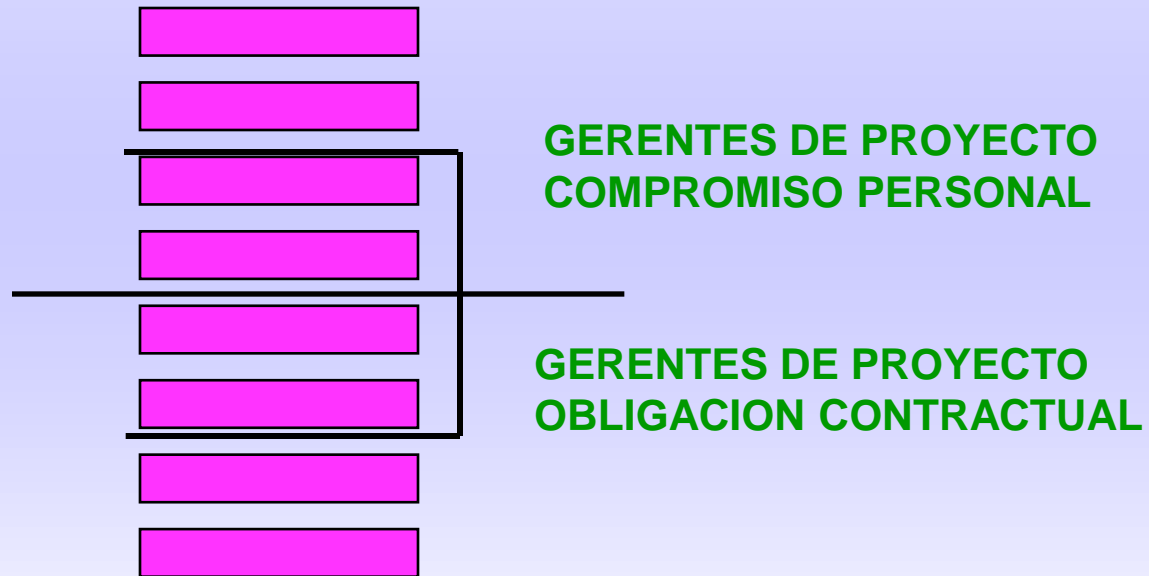 GERENTES DE PROYECTO
COMPROMISO PERSONAL
GERENTES DE PROYECTO
OBLIGACION CONTRACTUAL